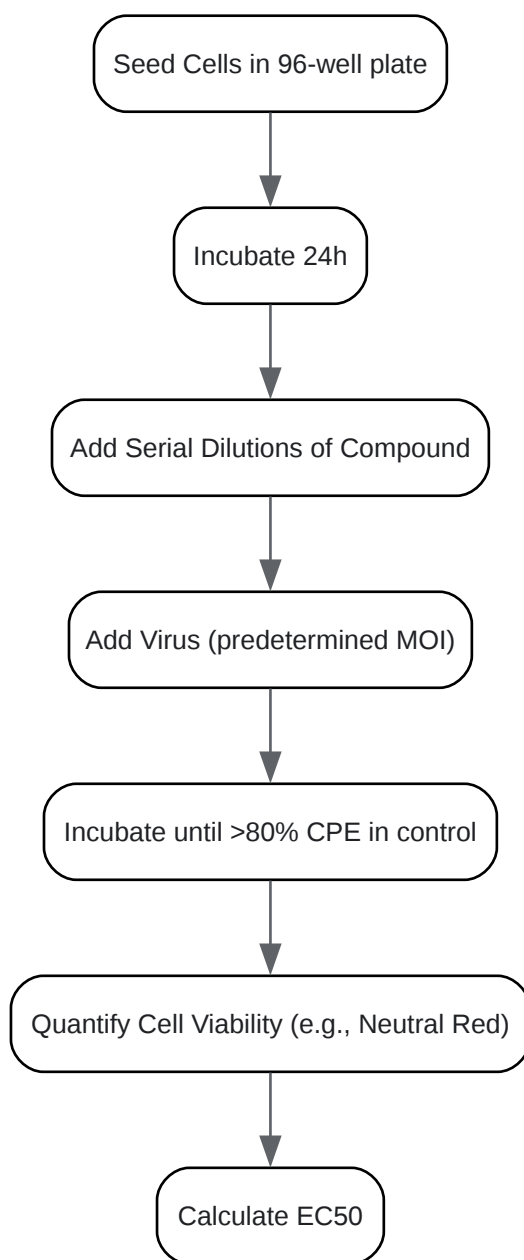 Seed Cells in 96-well plate
Incubate 24h
Add Serial Dilutions of Compound
Add Virus (predetermined MOI)
Incubate until >80% CPE in control
Quantify Cell Viability (e.g., Neutral Red)
Calculate EC50